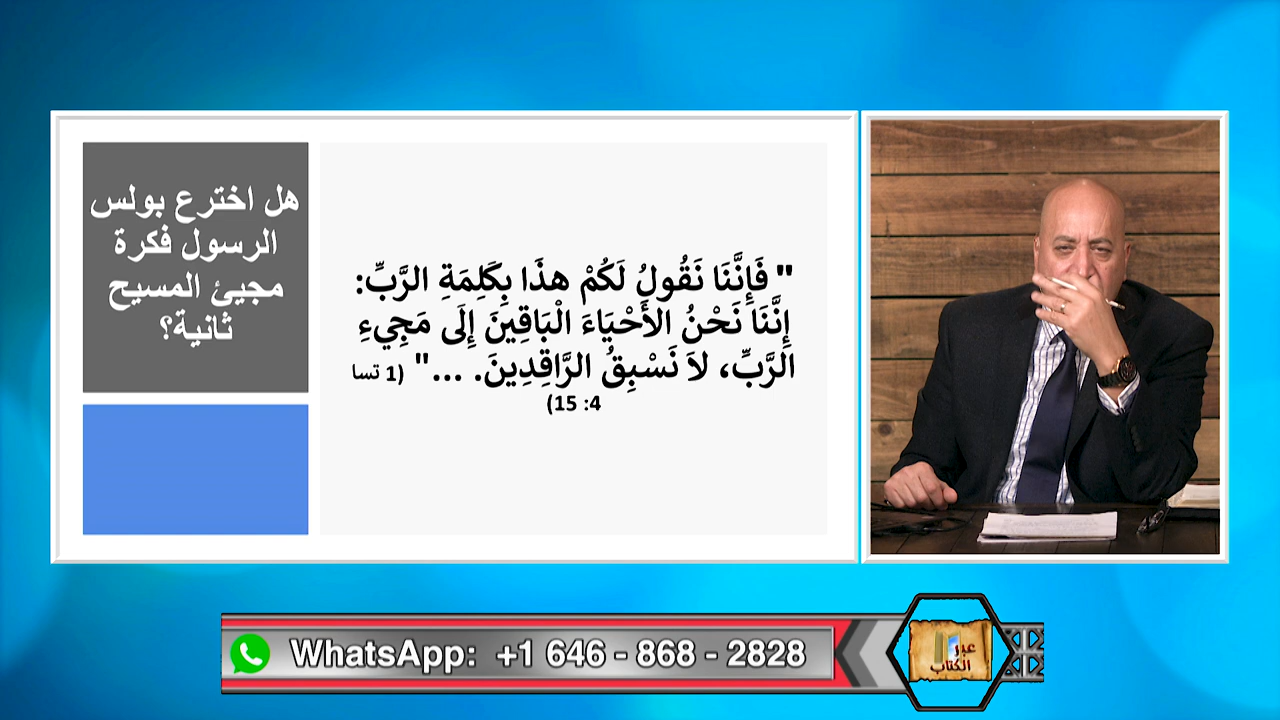 هل اخترع بولس
الرسول فكرة
مجيئ المسيح
ثانية؟
" فَإِنَّنَا نَقُولُ لَكُمْ هذَا بِكَلِمَةِ الرَّبِّ:
إِنَّنَا نَحْنُ الأَحْيَاءَ الْبَاقِينَ إِلَى مَجِيءِ
الرَّبِّ، لاَ نَسْبِقُ الرَّاقِدِينَ. ..." (1 تسا
4: 15)
WhatsApp: +1 646 - 868 - 2828
عبر
الكتاب